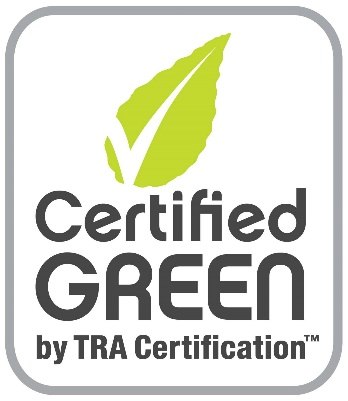 Certified
GREEN
by TRA Certification™